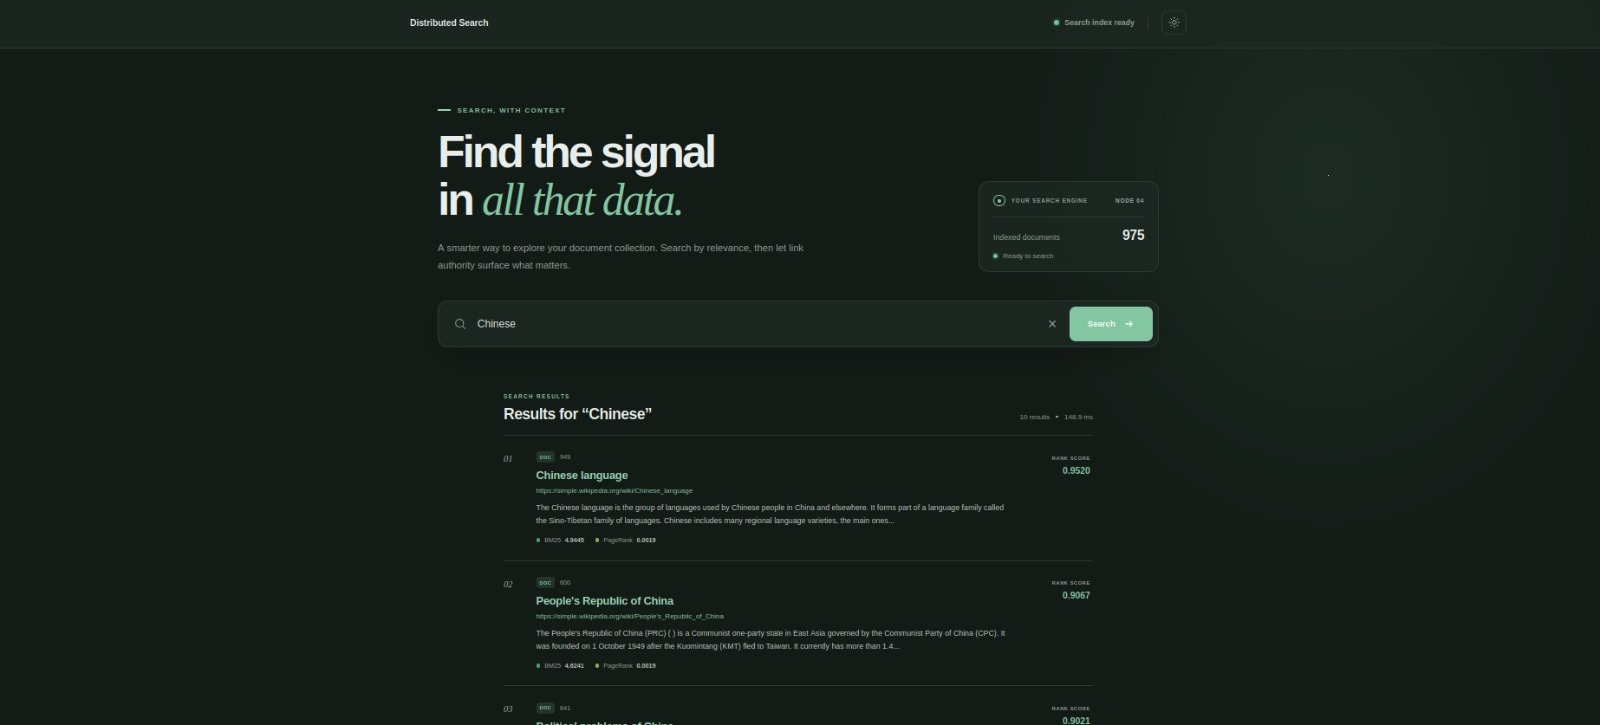 Distributed Search
Search index ready
SEARCH, WITH CONTEXT
Find the signal
in all that data.
A smarter way to explore your document collection. Search by relevance, then let link
authority surface what matters.
YOUR SEARCH ENGINE NODE 04
Indexed documents 975
Ready to search
Chinese
Search
SEARCH RESULTS
Results for “Chinese”
10 results • 148.9 ms
01
DOC 949
Chinese language
https://simple.wikipedia.org/wiki/Chinese_language
The Chinese language is the group of languages used by Chinese people in China and elsewhere. It forms part of a language family called
the Sino-Tibetan family of languages. Chinese includes many regional language varieties, the main ones...
BM25 4.9445 PageRank 0.0019
RANK SCORE
0.9520
02
DOC 600
People's Republic of China
https://simple.wikipedia.org/wiki/People's_Republic_of_China
The People's Republic of China (PRC) ( ) is a Communist one-party state in East Asia governed by the Communist Party of China (CPC). It
was founded on 1 October 1949 after the Kuomintang (KMT) fled to Taiwan. It currently has more than 1.4...
BM25 4.6241 PageRank 0.0019
RANK SCORE
0.9067
03
DOC 641
Political problems of China
RANK SCORE
0.9021